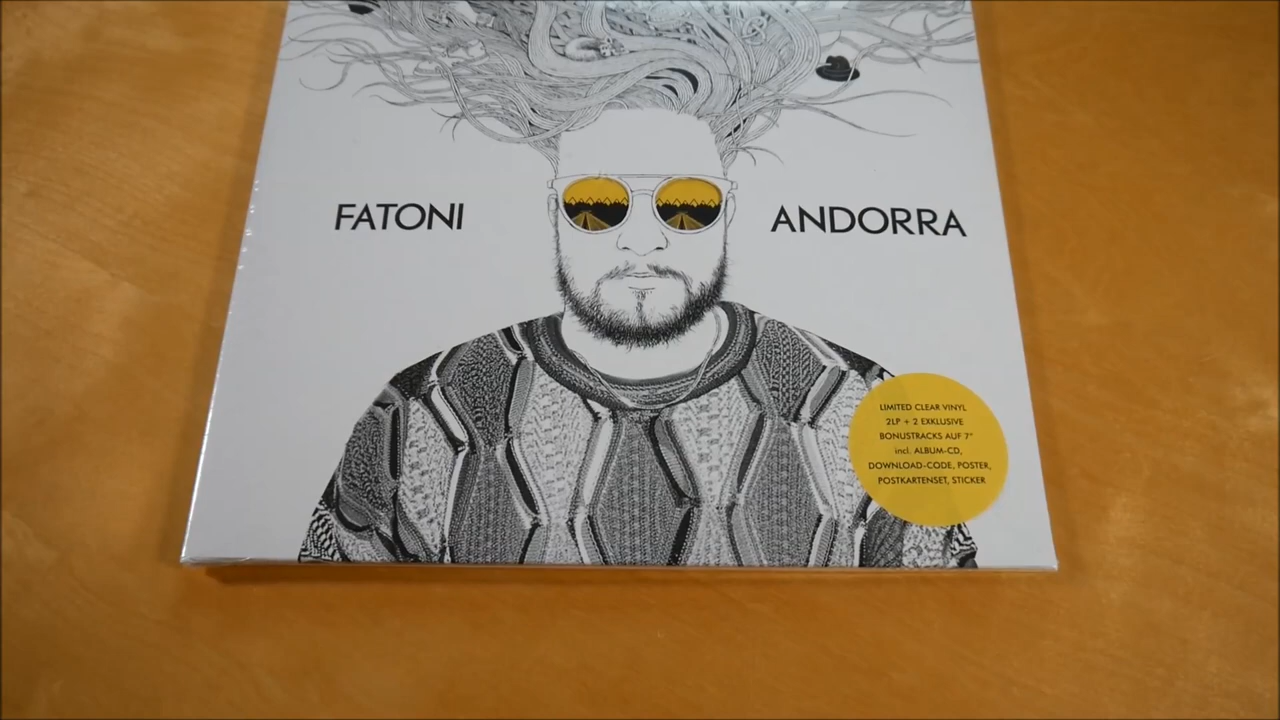 FATONI
ANDORRA
LIMITED CLEAR VINYL
2LP + 2 EXKLUSIVE
BONUSTRACKS AUF 7"
incl. ALBUM-CD,
DOWNLOAD-CODE, POSTER,
POSTKARTENSET, STICKER